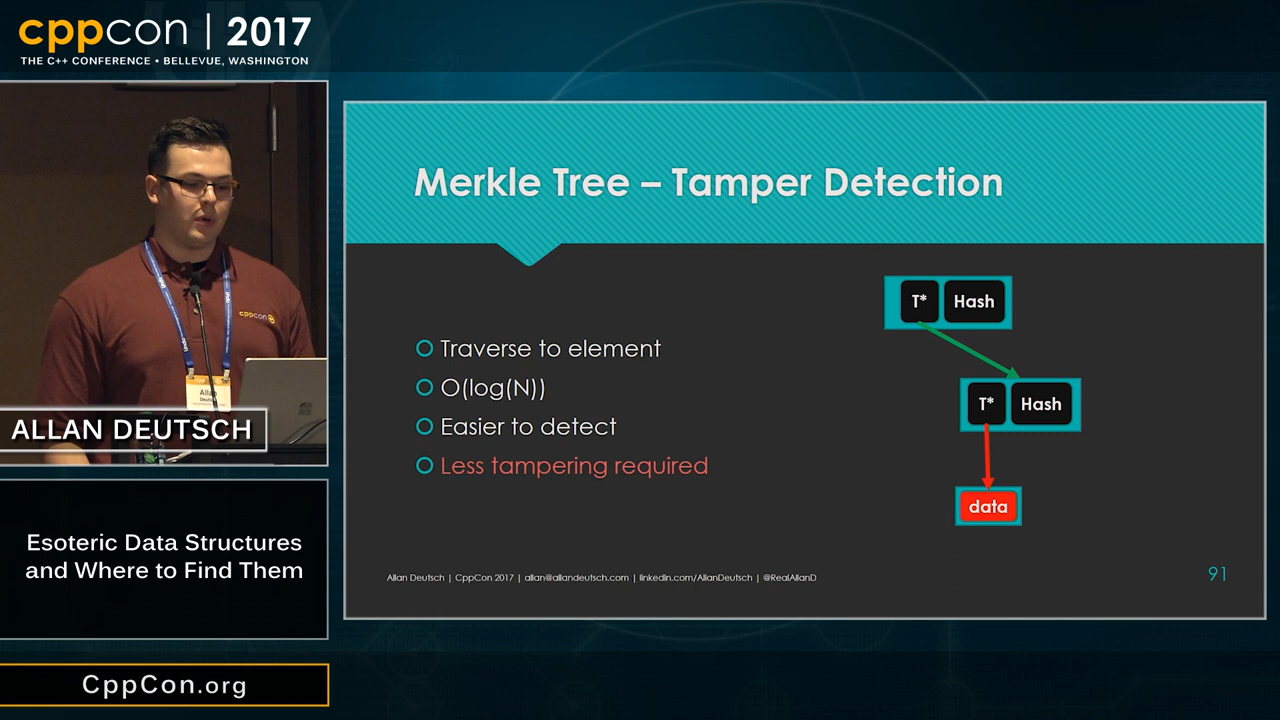 cppcon | 2017
THE C++ CONFERENCE • BELLEVUE, WASHINGTON
cppcon
Allan
ALLAN DEUTSCH
Esoteric Data Structures
and Where to Find Them
CppCon.org
Merkle Tree – Tamper Detection
Traverse to element
O(log(N))
Easier to detect
Less tampering required
T* Hash
T* Hash
data
Allan Deutsch | CppCon 2017 | allan@allandeutsch.com | linkedin.com/AllanDeutsch | @RealAllanD
91